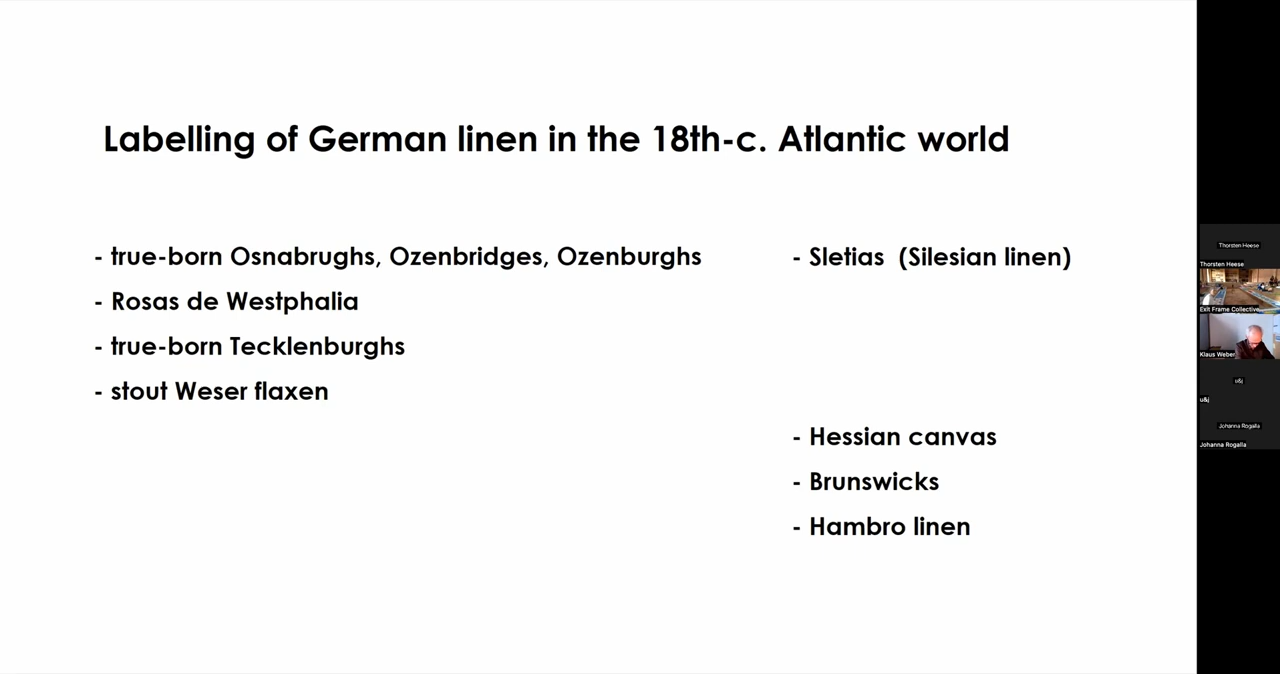 Labelling of German linen in the 18th-c. Atlantic world
- true-born Osnabrughs, Ozenbridges, Ozenburghs
- Rosas de Westphalia
- true-born Tecklenburghs
- stout Weser flaxen
- Sletias (Silesian linen)
- Hessian canvas
- Brunswicks
- Hambro linen
Thorsten Heese
Thorsten Heese
Exit Frame Collective
Klaus Weber
u&j
u&j
Johanna Rogalla
Johanna Rogalla